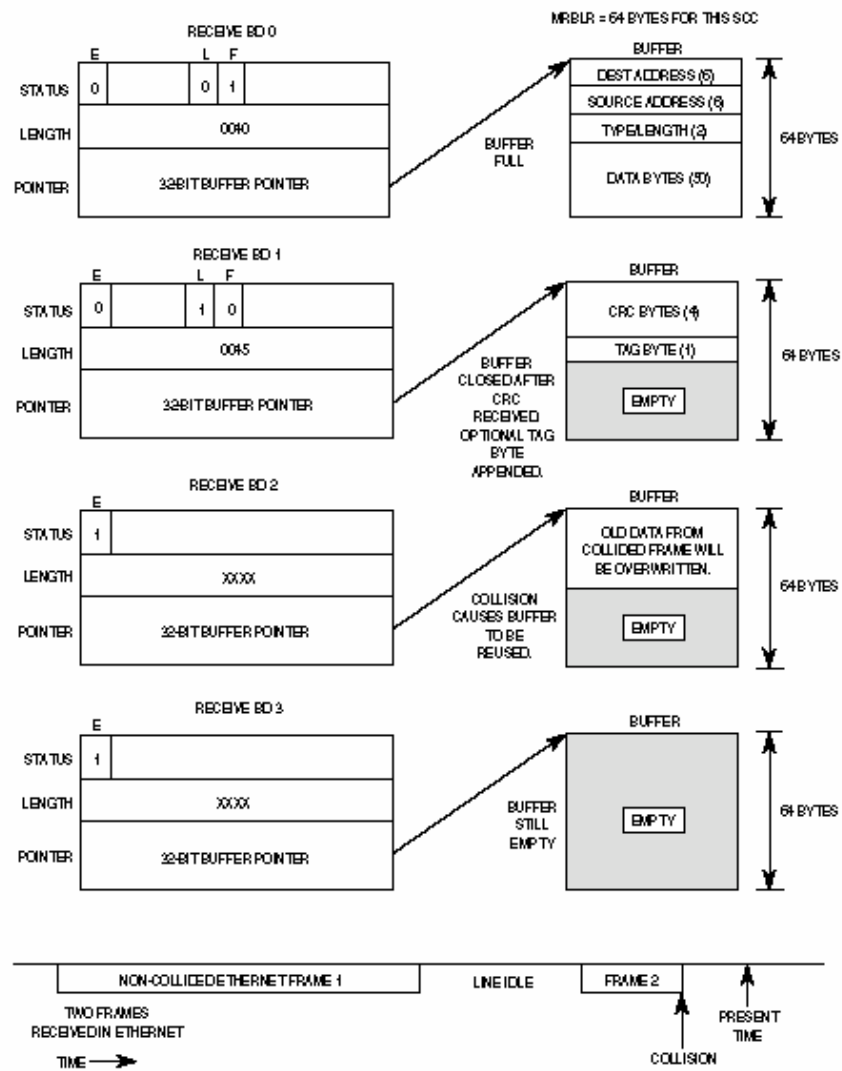 MRBLR = 64 BYTES FOR THIS SCC
RECEIVE BD 0
E L F
STATUS 0 0 1
LENGTH 0040
POINTER 32-BIT BUFFER POINTER
BUFFER
FULL
BUFFER
DEST ADDRESS (6)
SOURCE ADDRESS (6)
TYPE/LENGTH (2)
DATA BYTES (50)
64 BYTES
RECEIVE BD 1
E L F
STATUS 0 1 0
LENGTH 0045
POINTER 32-BIT BUFFER POINTER
BUFFER
CLOSED AFTER
CRC
RECEIVED.
OPTIONAL TAG
BYTE
APPENDED.
BUFFER
CRC BYTES (4)
TAG BYTE (1)
EMPTY
64 BYTES
RECEIVE BD 2
E
STATUS 1
LENGTH XXXX
POINTER 32-BIT BUFFER POINTER
COLLISION
CAUSES BUFFER
TO BE
REUSED.
BUFFER
OLD DATA FROM
COLLIDED FRAME WILL
BE OVERWRITTEN.
EMPTY
64 BYTES
RECEIVE BD 3
E
STATUS 1
LENGTH XXXX
POINTER 32-BIT BUFFER POINTER
BUFFER
STILL
EMPTY
BUFFER
EMPTY
64 BYTES
NON-COLLIDED ETHERNET FRAME 1
LINE IDLE
FRAME 2
TWO FRAMES
RECEIVED IN ETHERNET
TIME
COLLISION
PRESENT
TIME